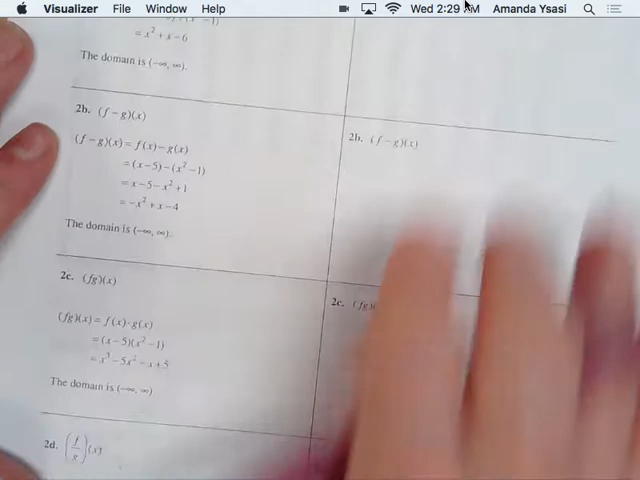 Visualizer File Window Help Wed 2:29 AM Amanda Ysasi
= x² + x - 6
The domain is (-∞, ∞).
2b. (f - g)(x)
(f - g)(x) = f(x) - g(x)
= (x - 5) - (x² - 1)
= x - 5 - x² + 1
= -x² + x - 4
The domain is (-∞, ∞).
2b. (f - g)(x)
2c. (fg)(x)
(fg)(x) = f(x)·g(x)
= (x - 5)(x² - 1)
= x³ - 5x² - x + 5
The domain is (-∞, ∞)
2c. (fg)
2d. (f/g)(x)